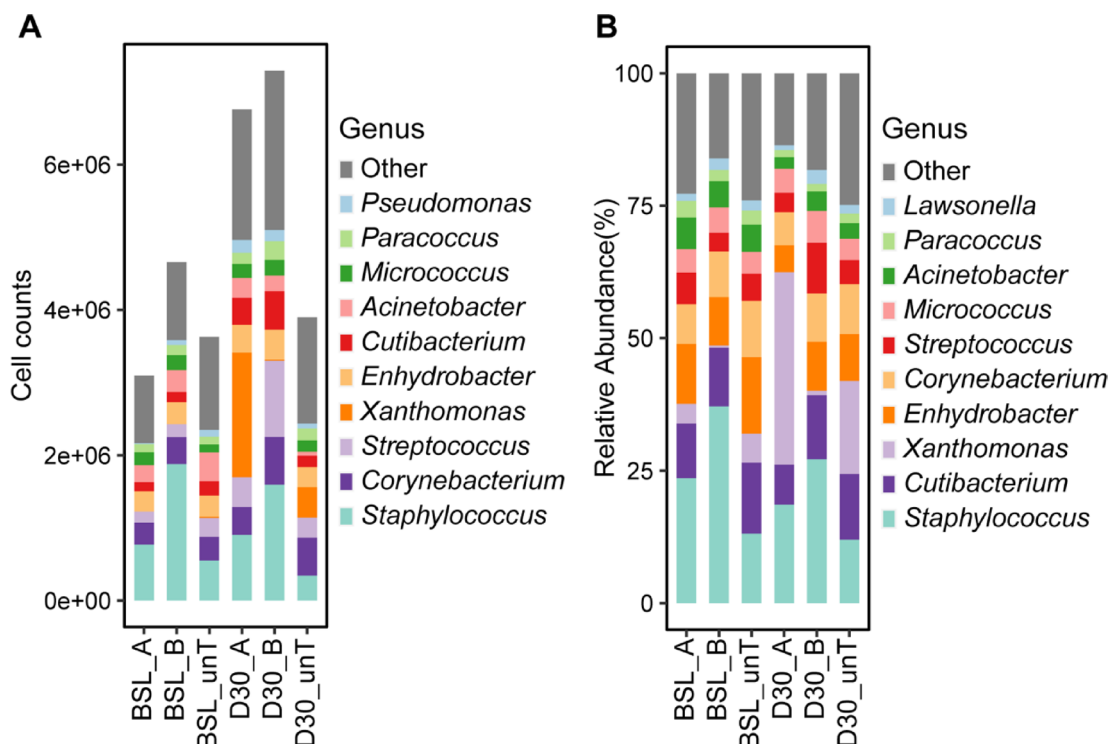 A
Cell counts
6e+06
4e+06
2e+06
0e+00
BSL_A
BSL_B
BSL_unT
D30_A
D30_B
D30_unT
Genus
Other
Pseudomonas
Paracoccus
Micrococcus
Acinetobacter
Cutibacterium
Enhydrobacter
Xanthomonas
Streptococcus
Corynebacterium
Staphylococcus
B
Relative Abundance(%)
100
75
50
25
0
BSL_A
BSL_B
BSL_unT
D30_A
D30_B
D30_unT
Genus
Other
Lawsonella
Paracoccus
Acinetobacter
Micrococcus
Streptococcus
Corynebacterium
Enhydrobacter
Xanthomonas
Cutibacterium
Staphylococcus